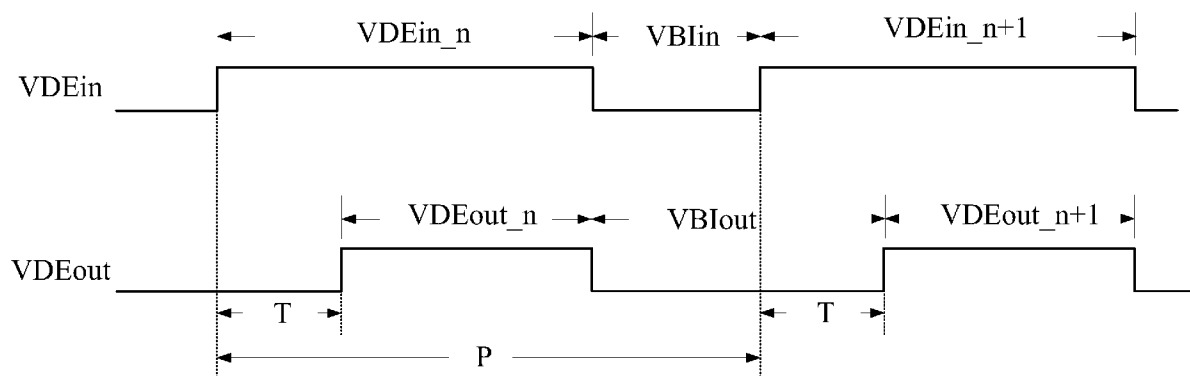 VDEin_n
VBIin
VDEin_n+1
VDEin
VDEout_n
VBIout
VDEout_n+1
VDEout
T
T
P